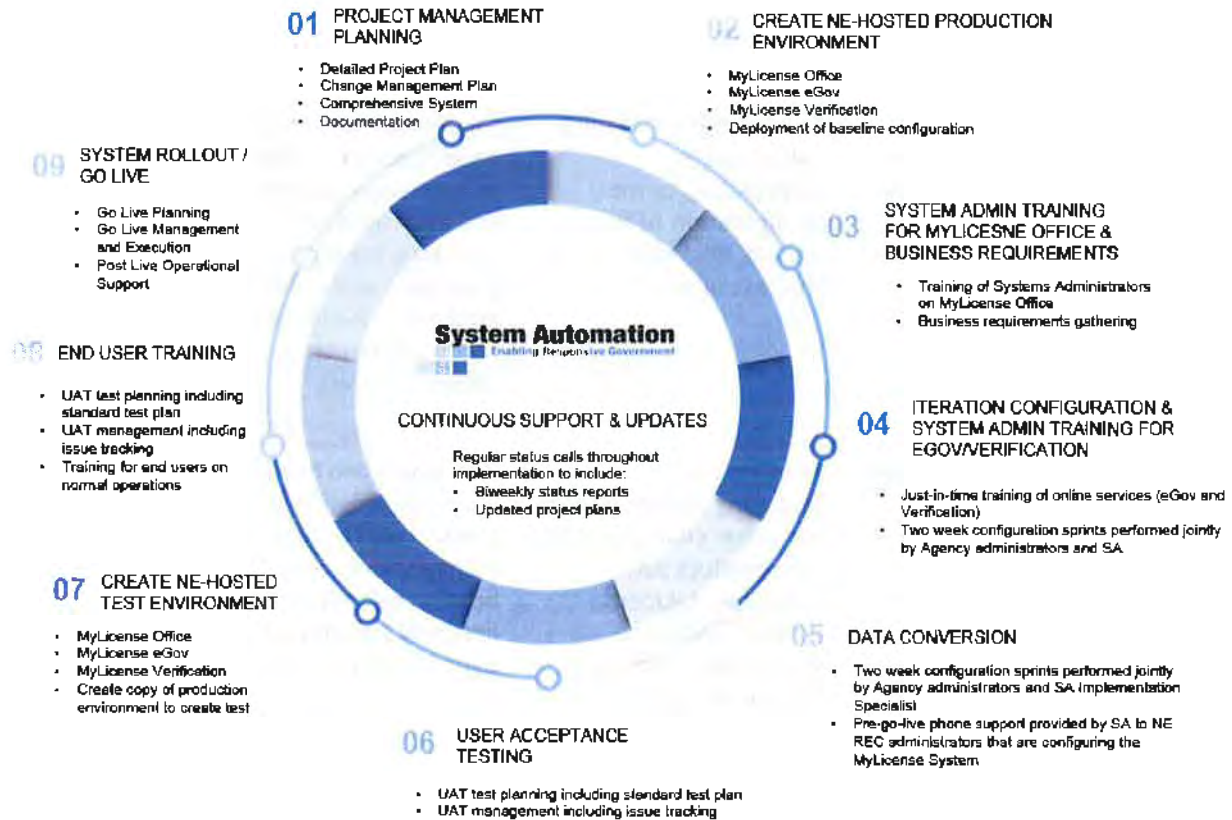 01
PROJECT MANAGEMENT
PLANNING
• Detailed Project Plan
• Change Management Plan
• Comprehensive System
• Documentation
02
CREATE NE-HOSTED PRODUCTION
ENVIRONMENT
• MyLicense Office
• MyLicense eGov
• MyLicense Verification
• Deployment of baseline configuration
03
SYSTEM ADMIN TRAINING
FOR MYLICESNE OFFICE &
BUSINESS REQUIREMENTS
• Training of Systems Administrators
on MyLicense Office
• Business requirements gathering
04
ITERATION CONFIGURATION &
SYSTEM ADMIN TRAINING FOR
EGOV/VERIFICATION
• Just-in-time training of online services (eGov and
Verification)
• Two week configuration sprints performed jointly
by Agency administrators and SA
05
DATA CONVERSION
• Two week configuration sprints performed jointly
by Agency administrators and SA Implementation
Specialist
• Pre-go-live phone support provided by SA to NE
REC administrators that are configuring the
MyLicense System
06
USER ACCEPTANCE
TESTING
• UAT test planning including standard test plan
• UAT management including issue tracking
07
CREATE NE-HOSTED
TEST ENVIRONMENT
• MyLicense Office
• MyLicense eGov
• MyLicense Verification
• Create copy of production
environment to create test
08
END USER TRAINING
• UAT test planning including
standard test plan
• UAT management including
issue tracking
• Training for end users on
normal operations
09
SYSTEM ROLLOUT /
GO LIVE
• Go Live Planning
• Go Live Management
and Execution
• Post Live Operational
Support
System Automation
Enabling Responsive Government
CONTINUOUS SUPPORT & UPDATES
Regular status calls throughout
implementation to include:
• Biweekly status reports
• Updated project plans